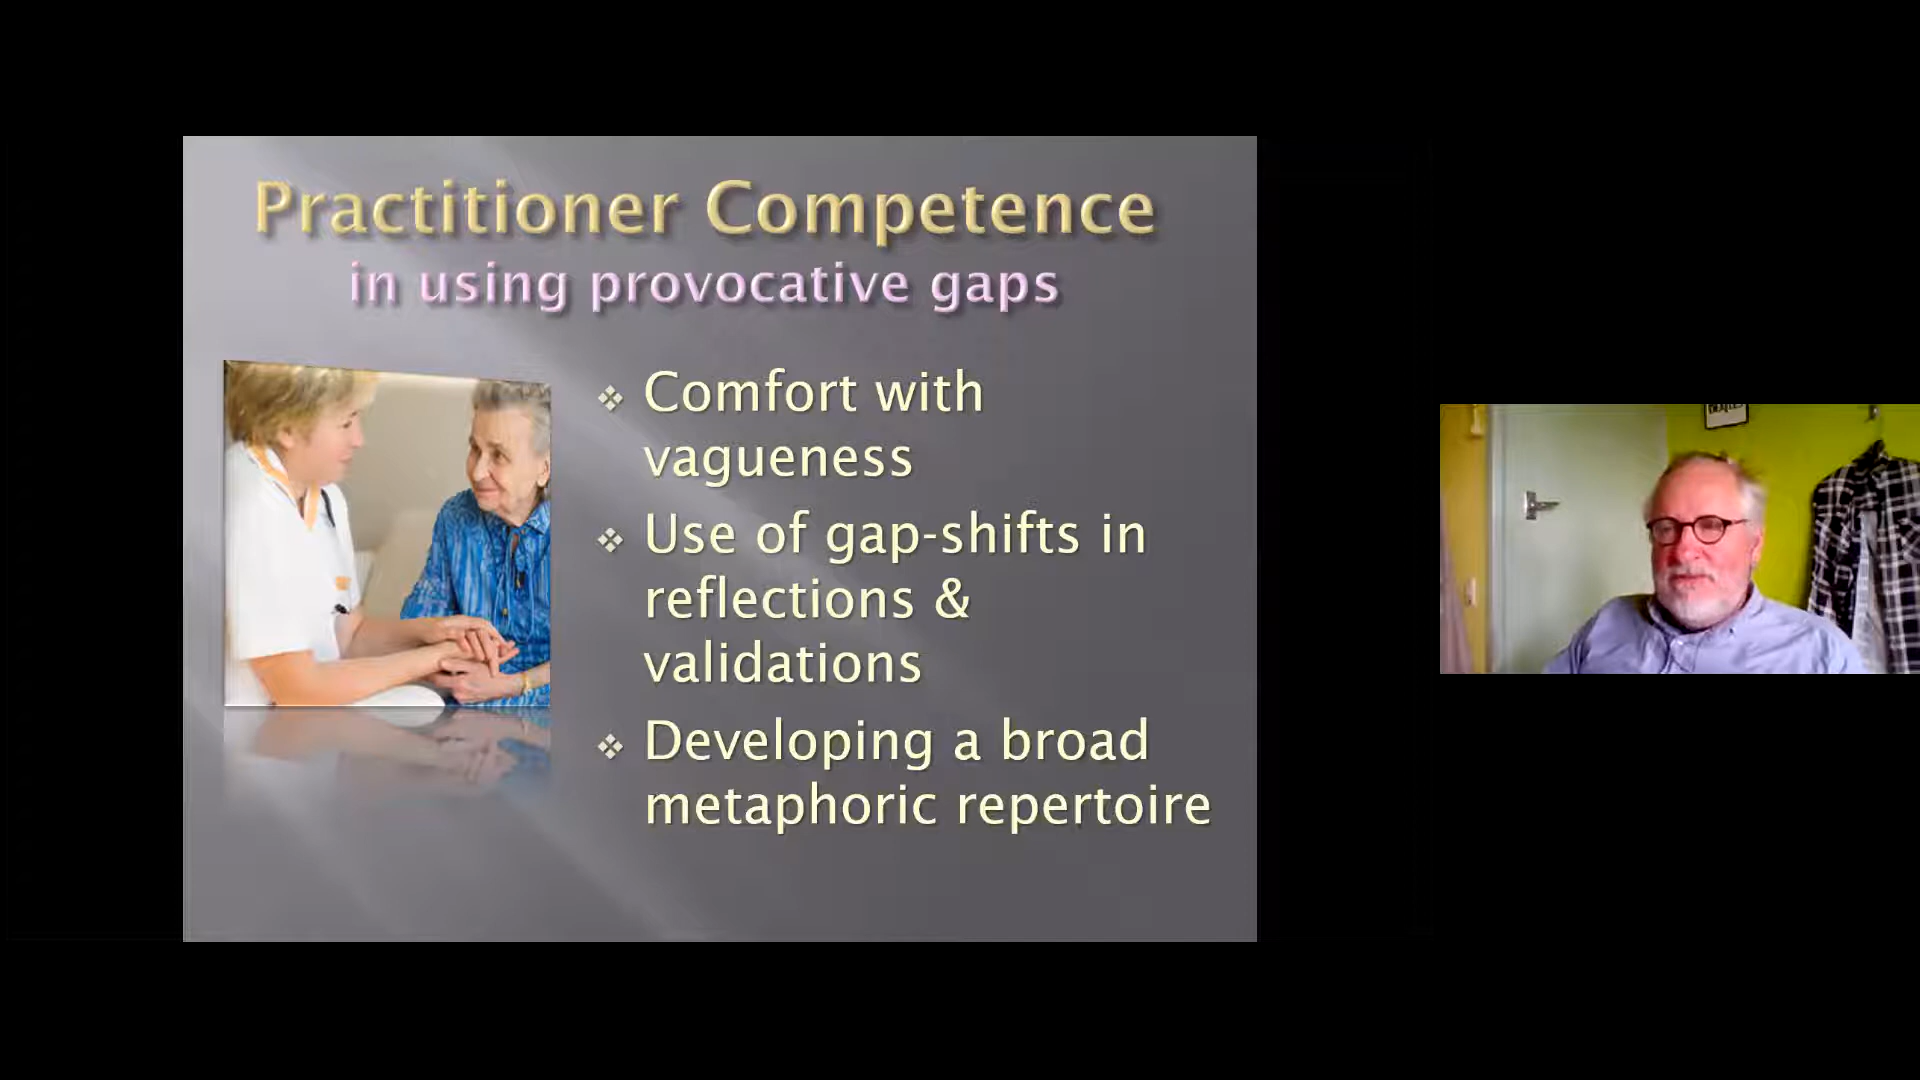 Practitioner Competence
in using provocative gaps
Comfort with
vagueness
Use of gap-shifts in
reflections &
validations
Developing a broad
metaphoric repertoire